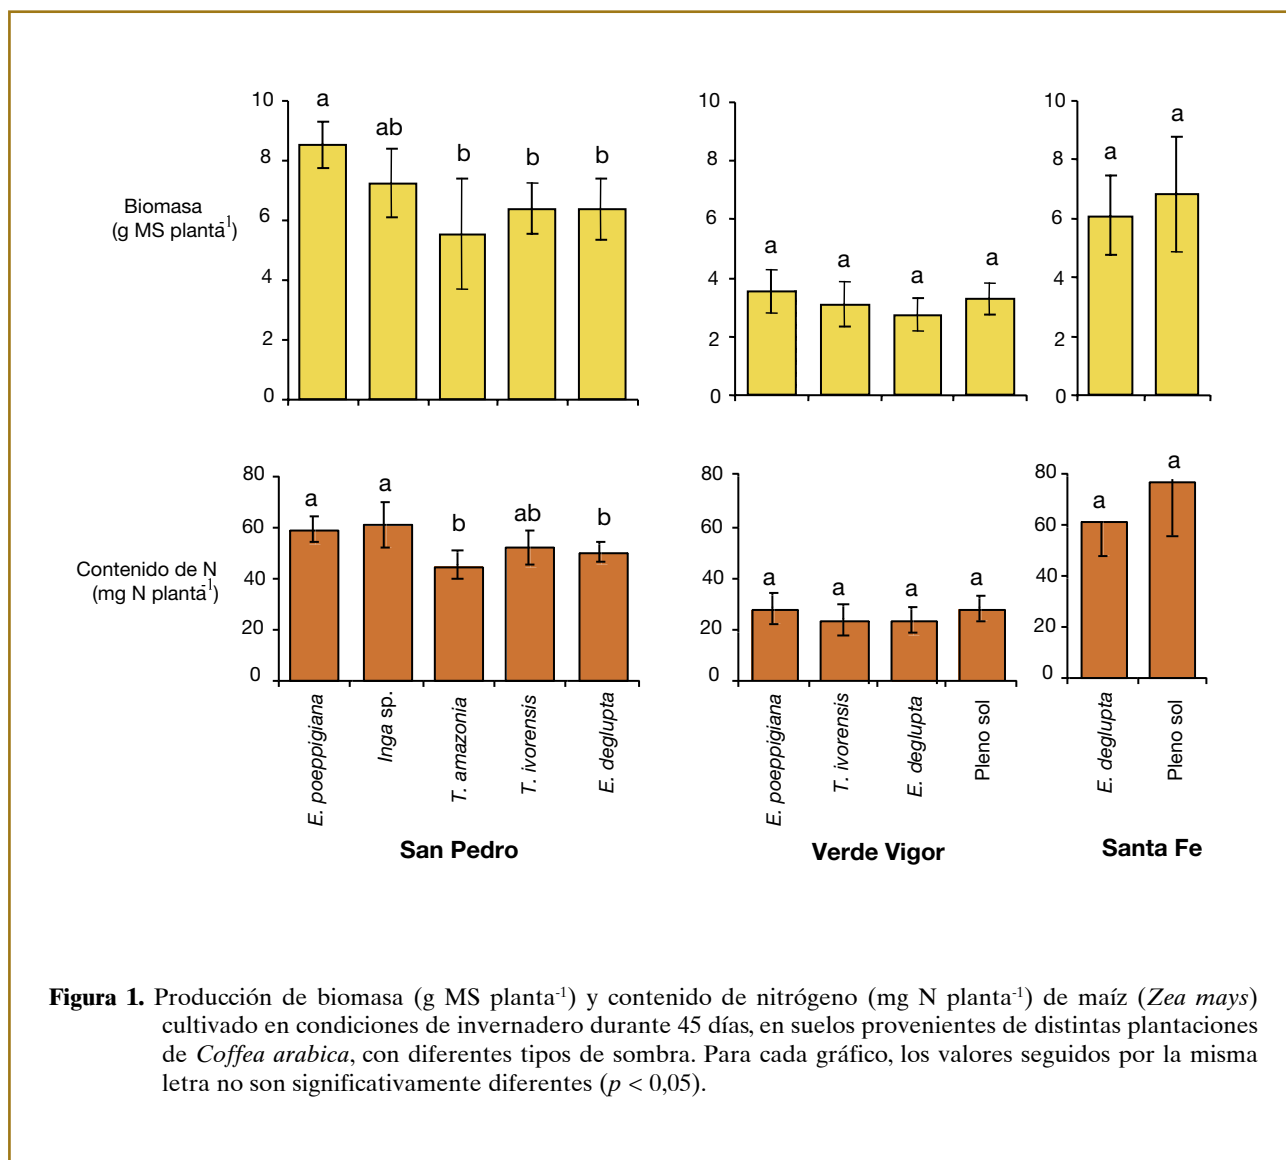 10
8
6
4
2
0
a
ab
b
b
b
Biomasa
(g MS planta-1)
10
8
6
4
2
0
a
a
a
a
10
8
6
4
2
0
a
a
80
60
40
20
0
a
a
b
ab
b
Contenido de N
(mg N planta-1)
80
60
40
20
0
a
a
a
a
80
60
40
20
0
a
a
E. poeppigiana
Inga sp.
T. amazonia
T. ivorensis
E. deglupta
E. poeppigiana
T. ivorensis
E. deglupta
Pleno sol
E. deglupta
Pleno sol
San Pedro
Verde Vigor
Santa Fe
Figura 1. Producción de biomasa (g MS planta-1) y contenido de nitrógeno (mg N planta-1) de maíz (Zea mays)
cultivado en condiciones de invernadero durante 45 días, en suelos provenientes de distintas plantaciones
de Coffea arabica, con diferentes tipos de sombra. Para cada gráfico, los valores seguidos por la misma
letra no son significativamente diferentes (p < 0,05).